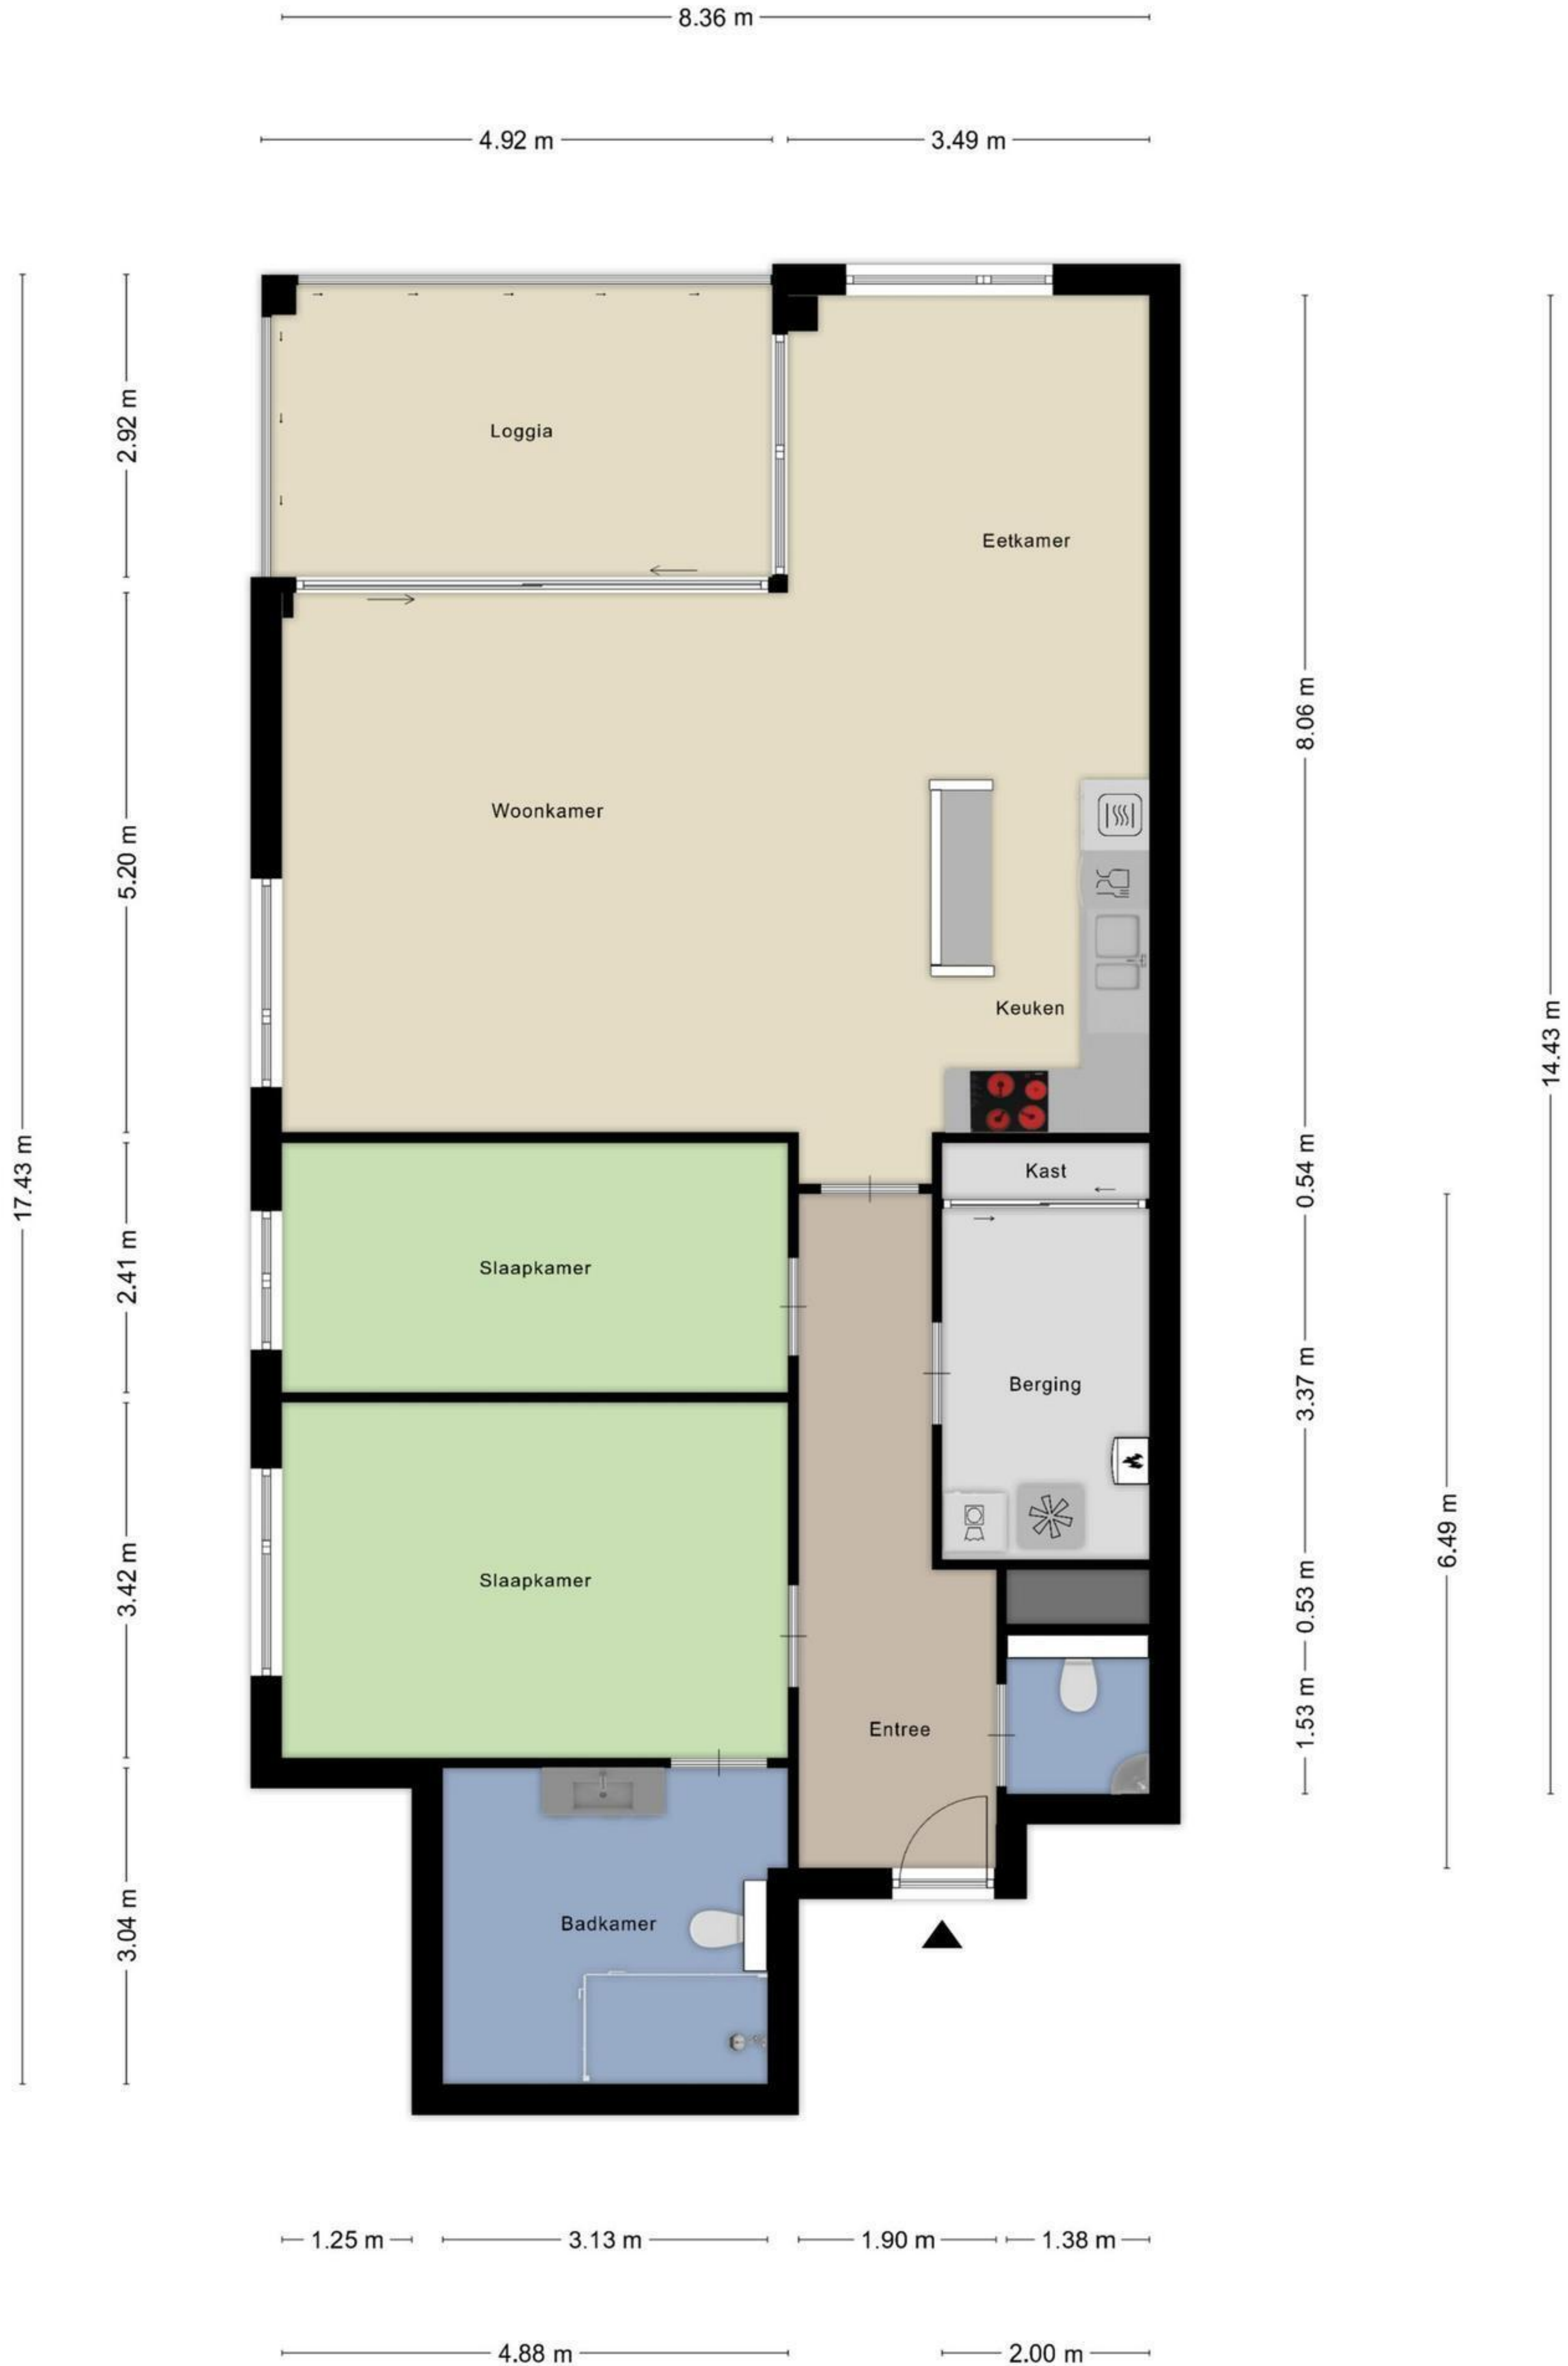 8.36 m
4.92 m
3.49 m
2.92 m
Loggia
Eetkamer
8.06 m
Woonkamer
5.20 m
Keuken
14.43 m
17.43 m
Kast
0.54 m
2.41 m
Slaapkamer
Berging
3.37 m
6.49 m
3.42 m
Slaapkamer
0.53 m
1.53 m
Entree
3.04 m
Badkamer
1.25 m
3.13 m
1.90 m
1.38 m
4.88 m
2.00 m